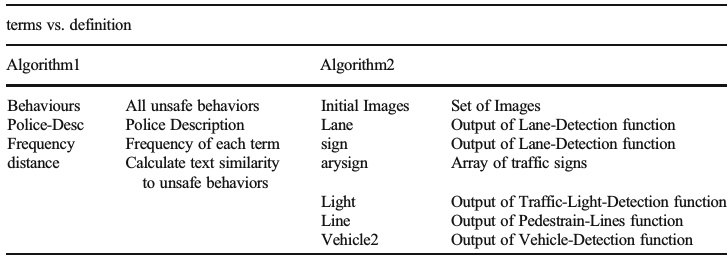 terms vs. definition
Algorithm1 Algorithm2
Behaviours All unsafe behaviors Initial Images Set of Images
Police-Desc Police Description Lane Output of Lane-Detection function
Frequency Frequency of each term sign Output of Lane-Detection function
distance Calculate text similarity arysign Array of traffic signs
to unsafe behaviors
Light Output of Traffic-Light-Detection function
Line Output of Pedestrain-Lines function
Vehicle2 Output of Vehicle-Detection function